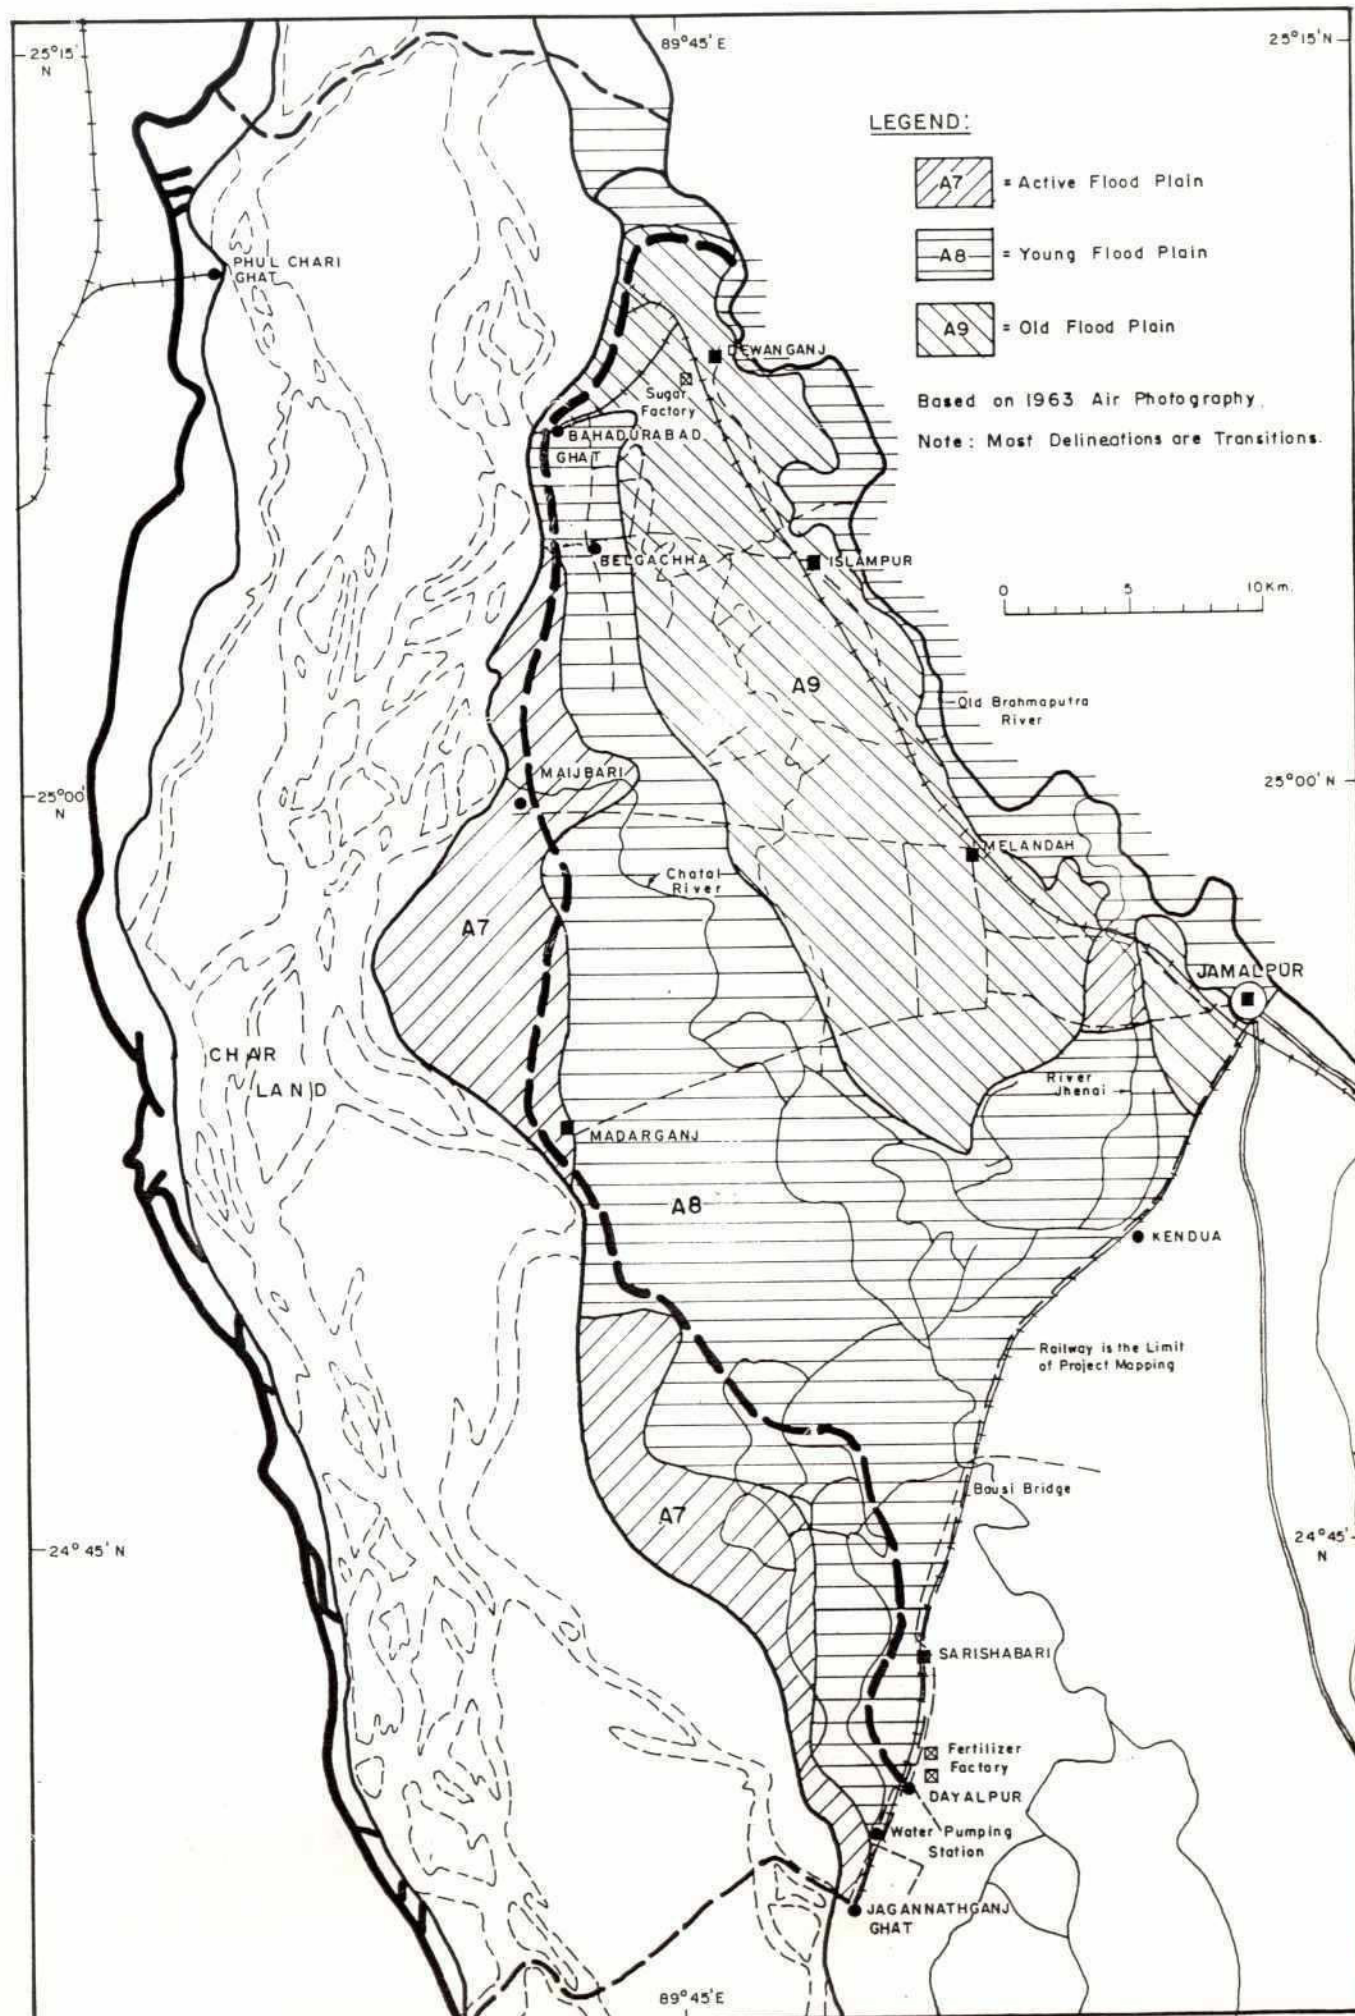 25°15'
N
89°45' E
25°15' N
LEGEND:
A7 = Active Flood Plain
A8 = Young Flood Plain
A9 = Old Flood Plain
Based on 1963 Air Photography.
Note: Most Delineations are Transitions.
PHUL CHARI
GHAT
DEWANGANJ
Sugar
Factory
BAHADURABAD
GHAT
BELGACHHA
ISLAMPUR
0 5 10Km.
A9
Old Brahmaputra
River
MAIJBARI
25°00'
N
25°00' N
MELANDAH
Chatal
River
A7
JAMALPUR
CHAR
LAND
River
Jhenai
MADARGANJ
A8
KENDUA
Railway is the Limit
of Project Mapping
Bausi Bridge
A7
24°45' N
24°45'
N
SARISHABARI
Fertilizer
Factory
DAYALPUR
Water Pumping
Station
JAGANNATHGANJ
GHAT
89°45'E